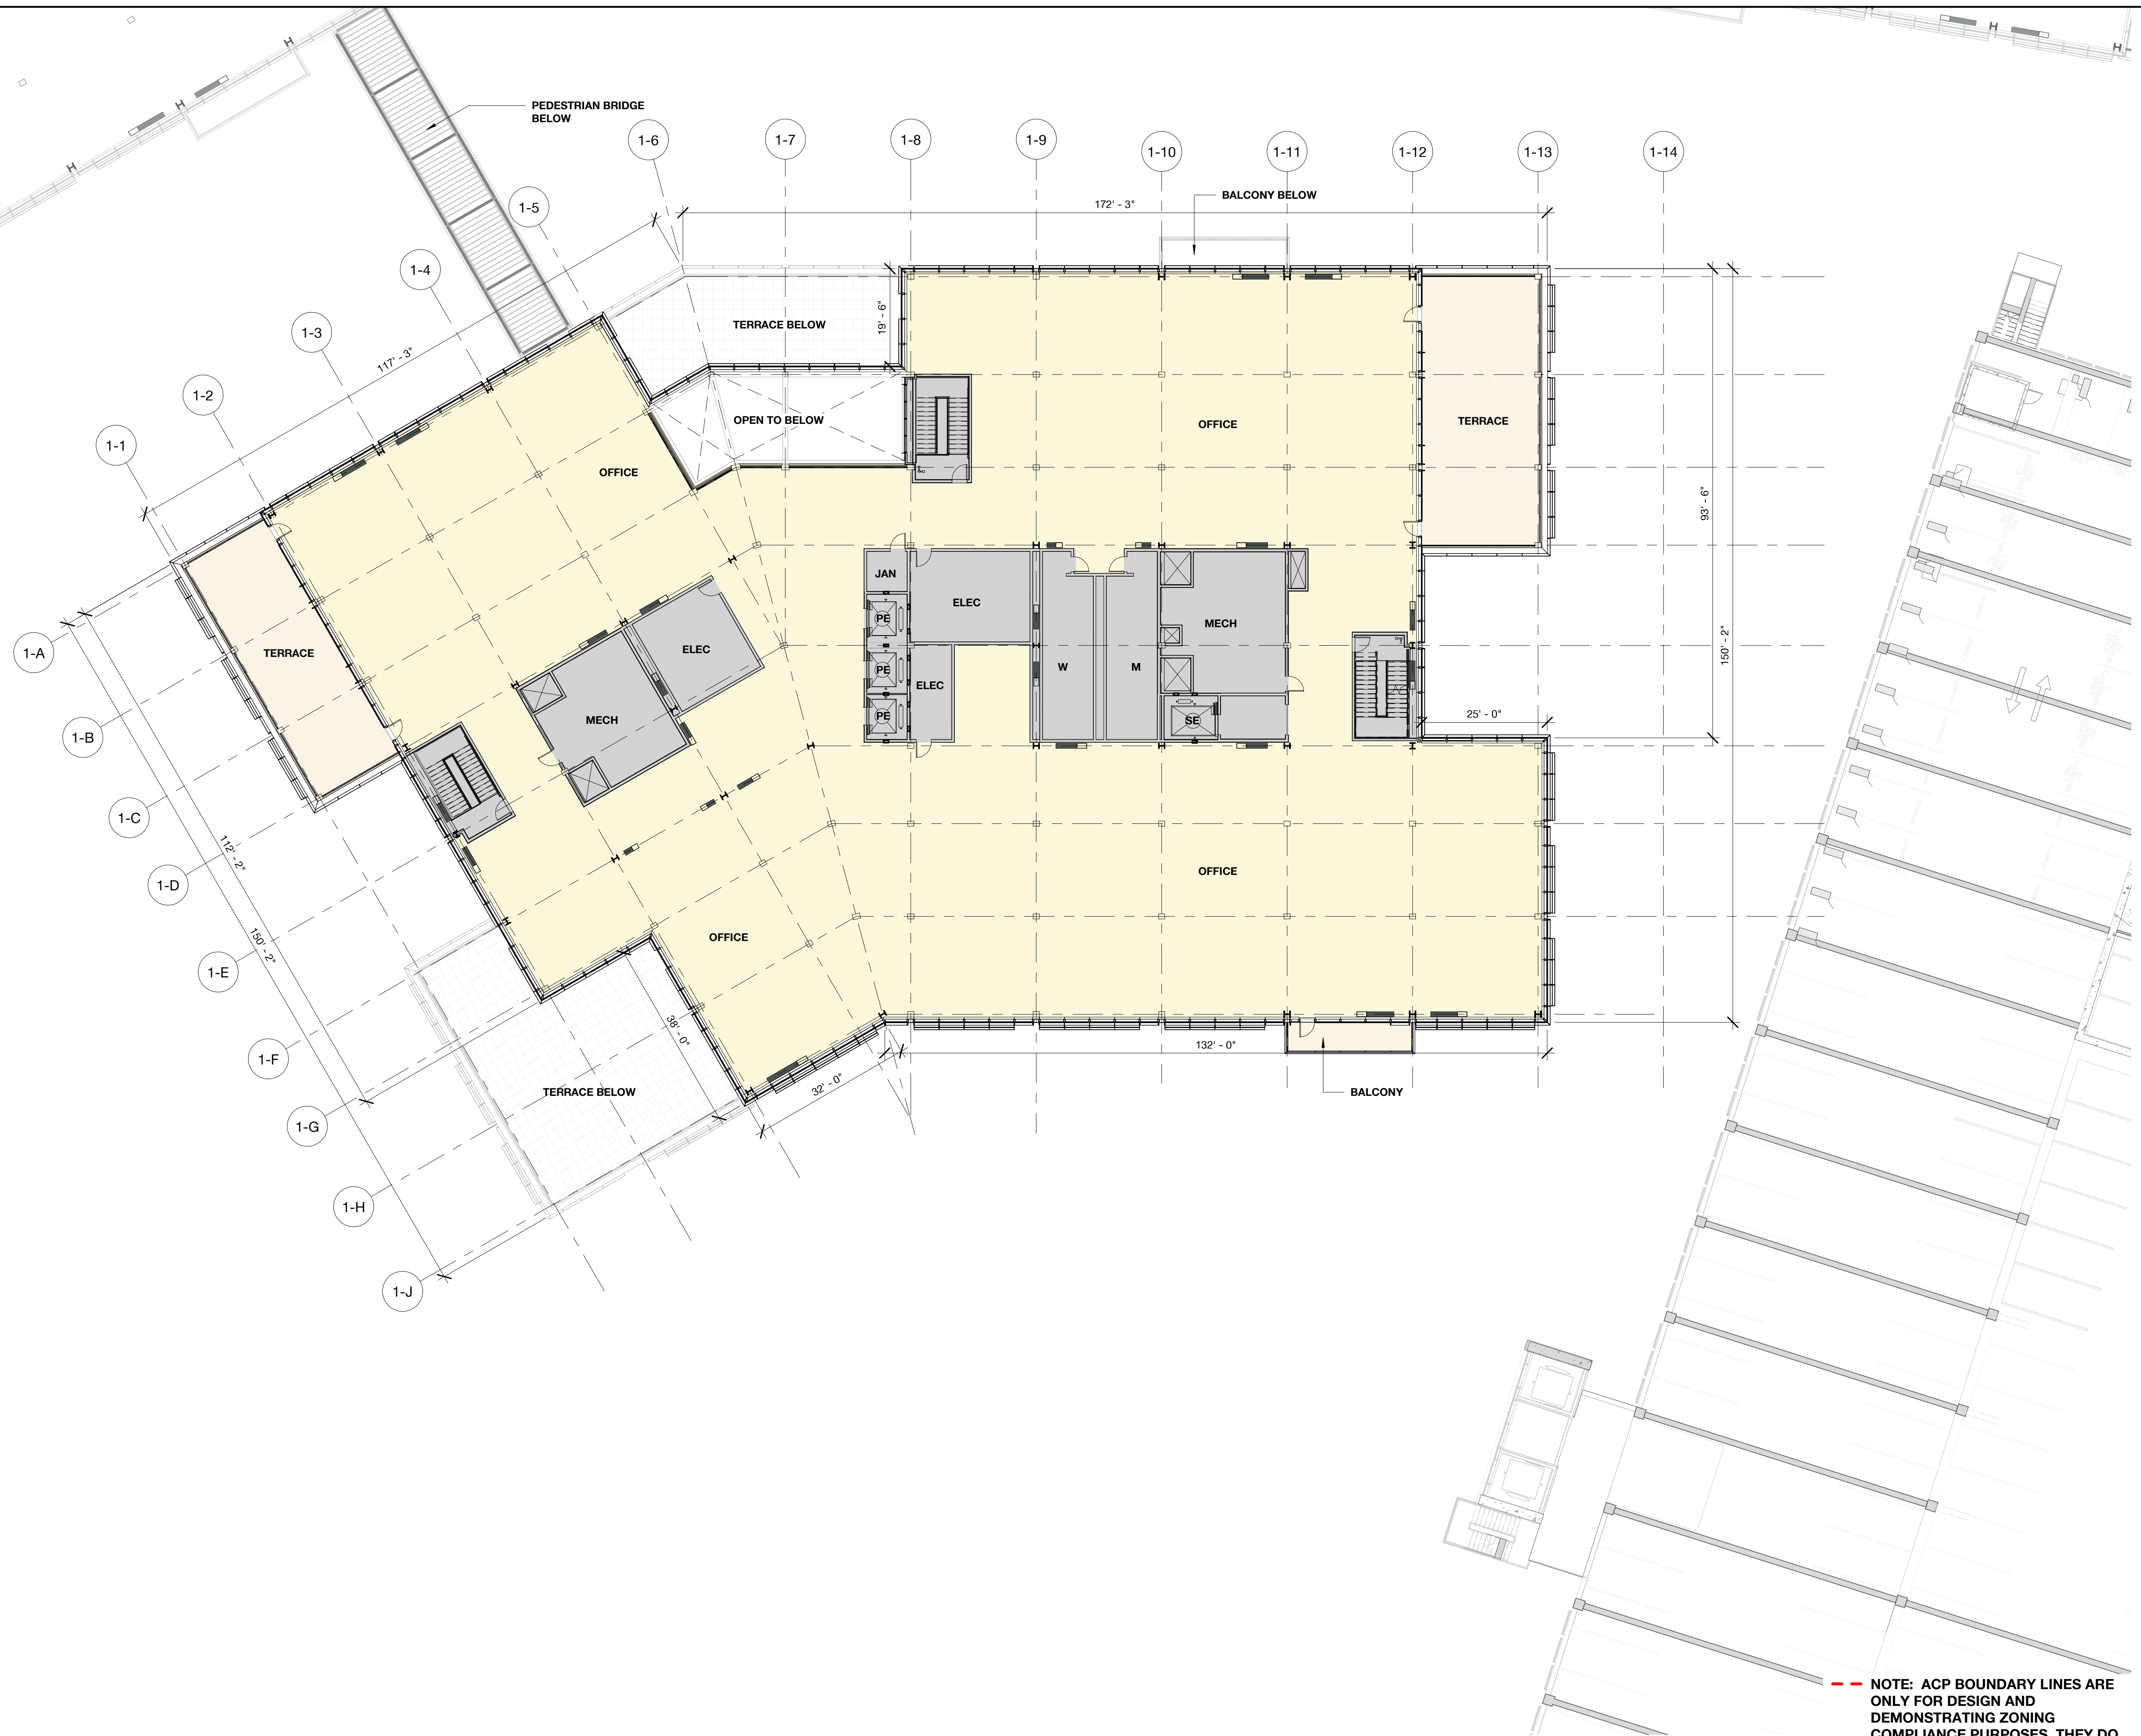 PEDESTRIAN BRIDGE
BELOW
1-6
1-7
1-8
1-9
1-10
1-11
1-12
1-13
1-14
BALCONY BELOW
172' - 3"
1-5
1-4
1-3
1-2
1-1
117' - 3"
19' - 6"
TERRACE BELOW
OPEN TO BELOW
OFFICE
OFFICE
TERRACE
93' - 6"
150' - 2"
JAN
ELEC
PE
PE
PE
ELEC
W
M
MECH
SE
ELEC
MECH
TERRACE
25' - 0"
1-A
1-B
1-C
1-D
1-E
1-F
1-G
1-H
1-J
112' - 2"
150' - 2"
OFFICE
OFFICE
38' - 0"
TERRACE BELOW
32' - 0"
132' - 0"
BALCONY
NOTE: ACP BOUNDARY LINES ARE
ONLY FOR DESIGN AND
DEMONSTRATING ZONING
COMPLIANCE PURPOSES. THEY DO